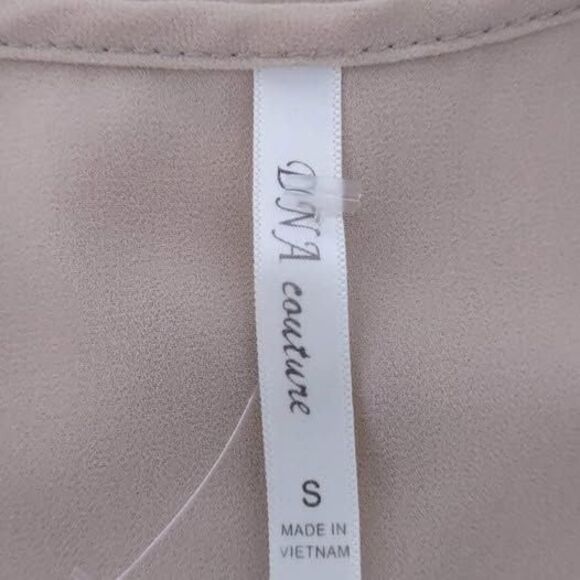 DNA couture
S
MADE IN
VIETNAM